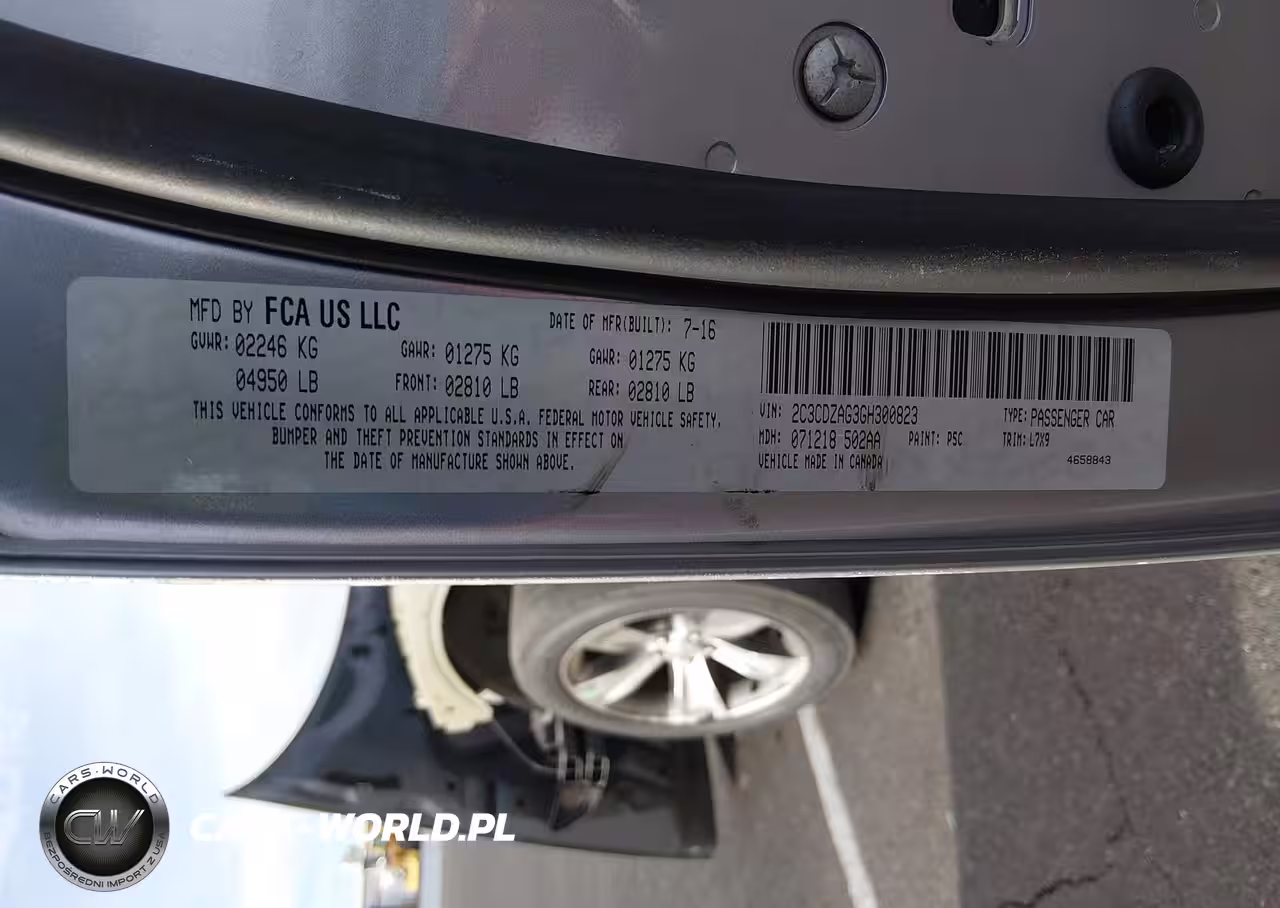 MFD BY FCA US LLC
DATE OF MFR(BUILT): 7-16
GVWR: 02246 KG
GAWR: 01275 KG
GAWR: 01275 KG
04950 LB
FRONT: 02810 LB
REAR: 02810 LB
THIS VEHICLE CONFORMS TO ALL APPLICABLE U.S.A. FEDERAL MOTOR VEHICLE SAFETY,
BUMPER AND THEFT PREVENTION STANDARDS IN EFFECT ON
THE DATE OF MANUFACTURE SHOWN ABOVE.
VIN: 2C3CDZAG3GH300823
TYPE: PASSENGER CAR
MDH: 071218 502AA
PAINT: PSC
TRIM: L7X9
VEHICLE MADE IN CANADA
4658843
CARS-WORLD
CW
BEZPOŚREDNI IMPORT Z USA
CARS-WORLD.PL